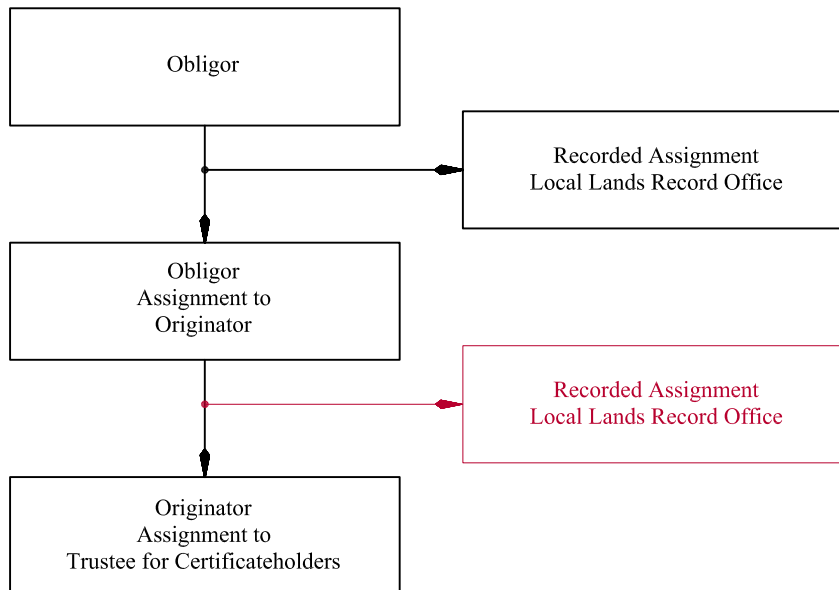 Obligor
Recorded Assignment
Local Lands Record Office
Obligor
Assignment to
Originator
Recorded Assignment
Local Lands Record Office
Originator
Assignment to
Trustee for Certificateholders